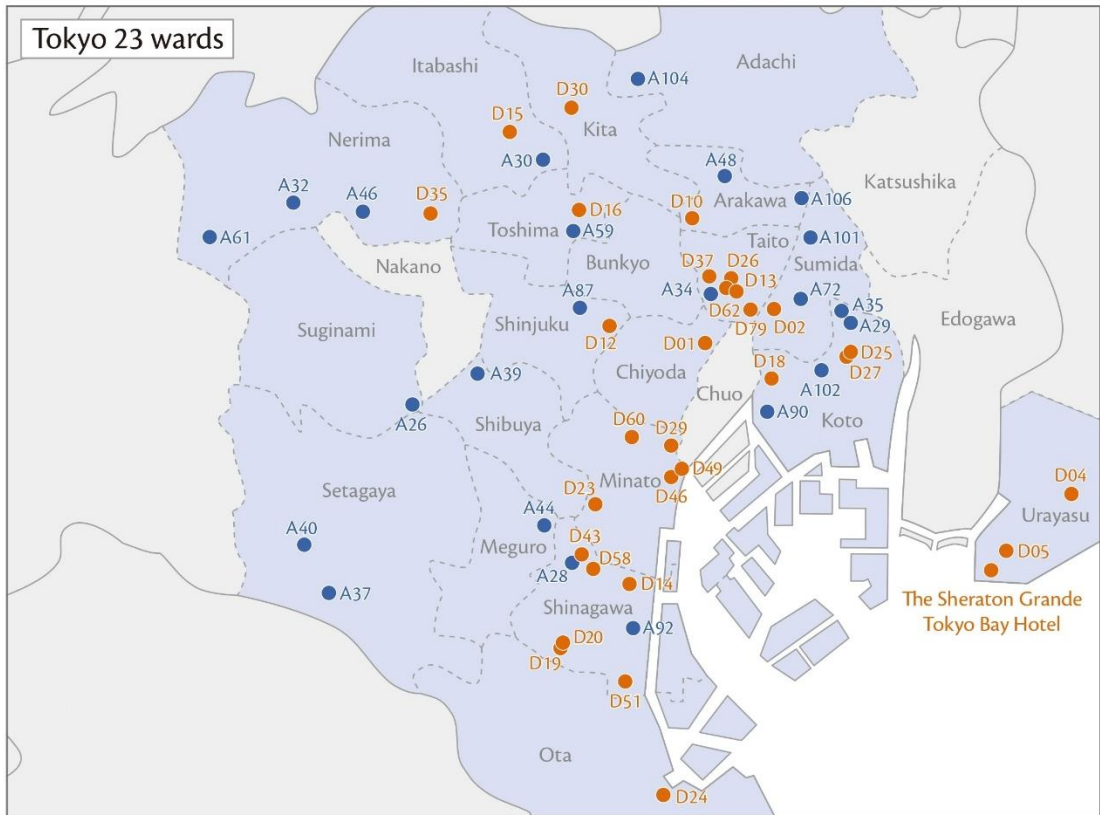 Tokyo 23 wards
Itabashi
Adachi
A104
D30
D15
Kita
Nerima
A30
A48
Katsushika
A32
A46
D35
D10
Arakawa
A106
D16
Toshima
A59
Taito
A101
A61
Nakano
Bunkyo
D37
D26
Sumida
D13
A34
A72
A35
A87
Shinjuku
D62
A29
Edogawa
D12
D79
D02
Suginami
D01
D25
D18
D27
Chiyoda
A39
Chuo
A102
A26
Shibuya
A90
Koto
D60
D29
D49
D04
Setagaya
Minato
D46
D23
Urayasu
A44
A40
Meguro
D43
D05
D58
A28
D14
A37
The Sheraton Grande
Tokyo Bay Hotel
Shinagawa
A92
D20
D19
D51
Ota
D24